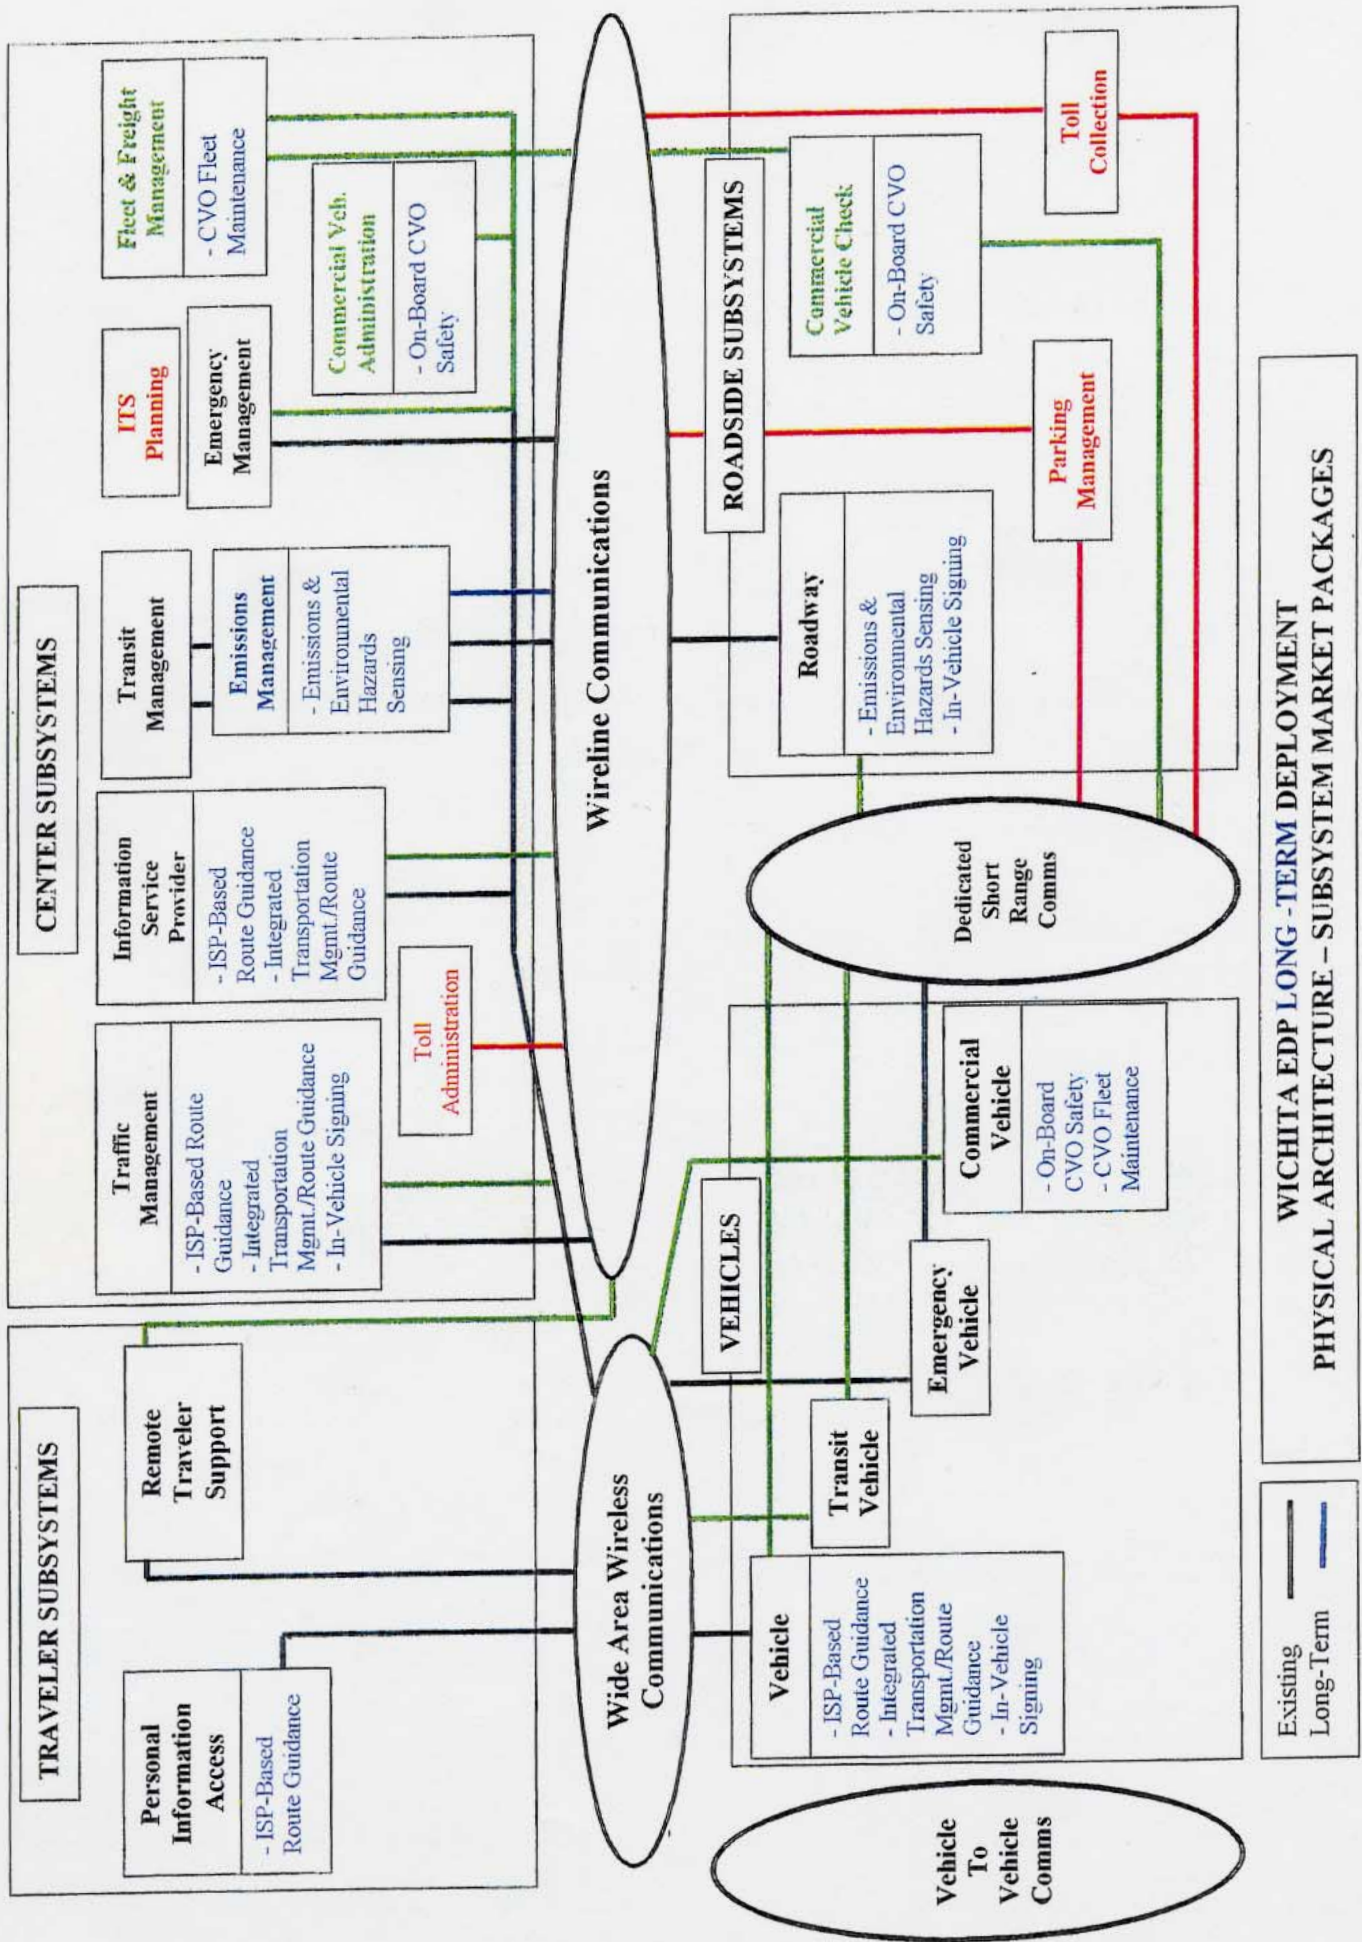 TRAVELER SUBSYSTEMS
Personal
Information
Access
- ISP-Based
Route Guidance
Remote
Traveler
Support
CENTER SUBSYSTEMS
Traffic
Management
- ISP-Based Route
Guidance
- Integrated
Transportation
Mgmt./Route Guidance
- In-Vehicle Signing
Toll
Administration
Information
Service
Provider
- ISP-Based
Route Guidance
- Integrated
Transportation
Mgmt./Route
Guidance
Transit
Management
Emissions
Management
- Emissions &
Environmental
Hazards
Sensing
ITS
Planning
Emergency
Management
Fleet & Freight
Management
- CVO Fleet
Maintenance
Commercial Veh.
Administration
- On-Board CVO
Safety
Wide Area Wireless
Communications
Wireline Communications
VEHICLES
Vehicle
- ISP-Based
Route Guidance
- Integrated
Transportation
Mgmt./Route
Guidance
- In-Vehicle
Signing
Transit
Vehicle
Emergency
Vehicle
Commercial
Vehicle
- On-Board
CVO Safety
- CVO Fleet
Maintenance
Vehicle
To
Vehicle
Comms
Dedicated
Short
Range
Comms
ROADSIDE SUBSYSTEMS
Roadway
- Emissions &
Environmental
Hazards Sensing
- In-Vehicle Signing
Parking
Management
Commercial
Vehicle Check
- On-Board CVO
Safety
Toll
Collection
Existing
Long-Term
WICHITA EDP LONG -TERM DEPLOYMENT
PHYSICAL ARCHITECTURE – SUBSYSTEM MARKET PACKAGES